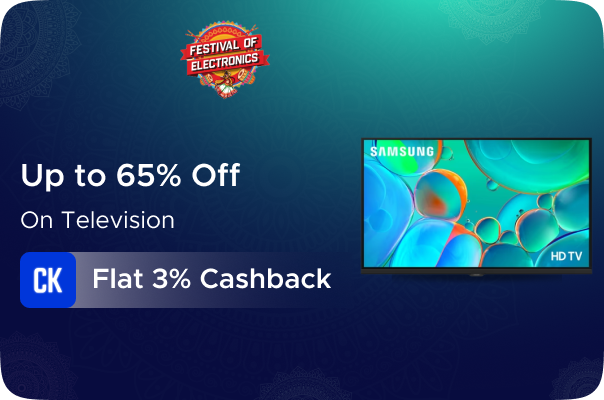 FESTIVAL OF
ELECTRONICS
Up to 65% Off
On Television
CK
Flat 3% Cashback
SAMSUNG
HD TV